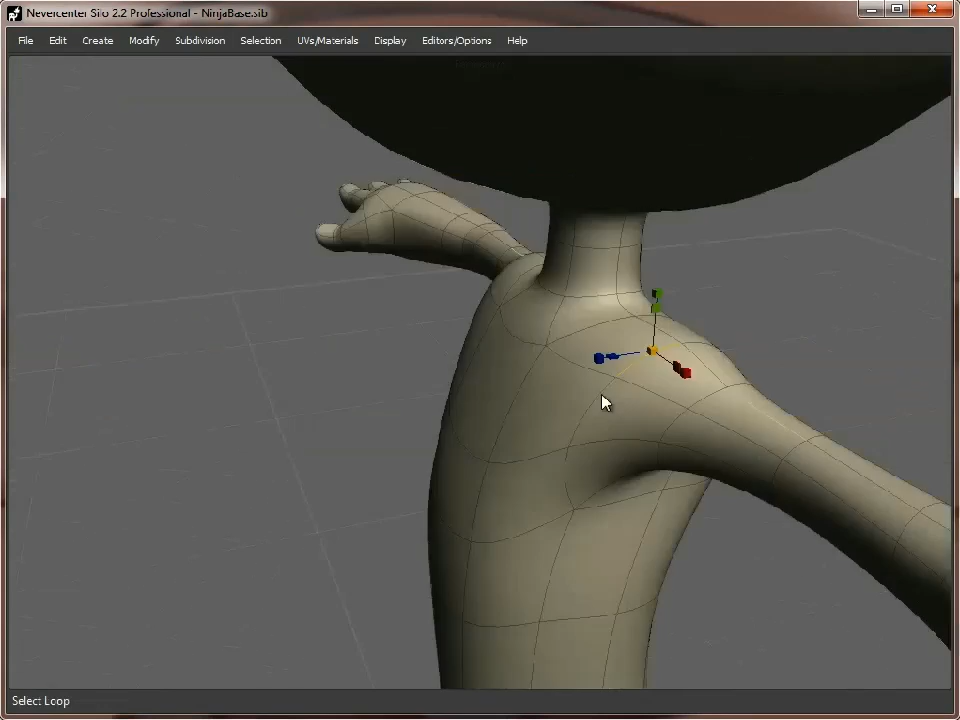 Nevercenter Silo 2.2 Professional - NinjaBase.sib
File Edit Create Modify Subdivision Selection UVs/Materials Display Editors/Options Help
Select Loop